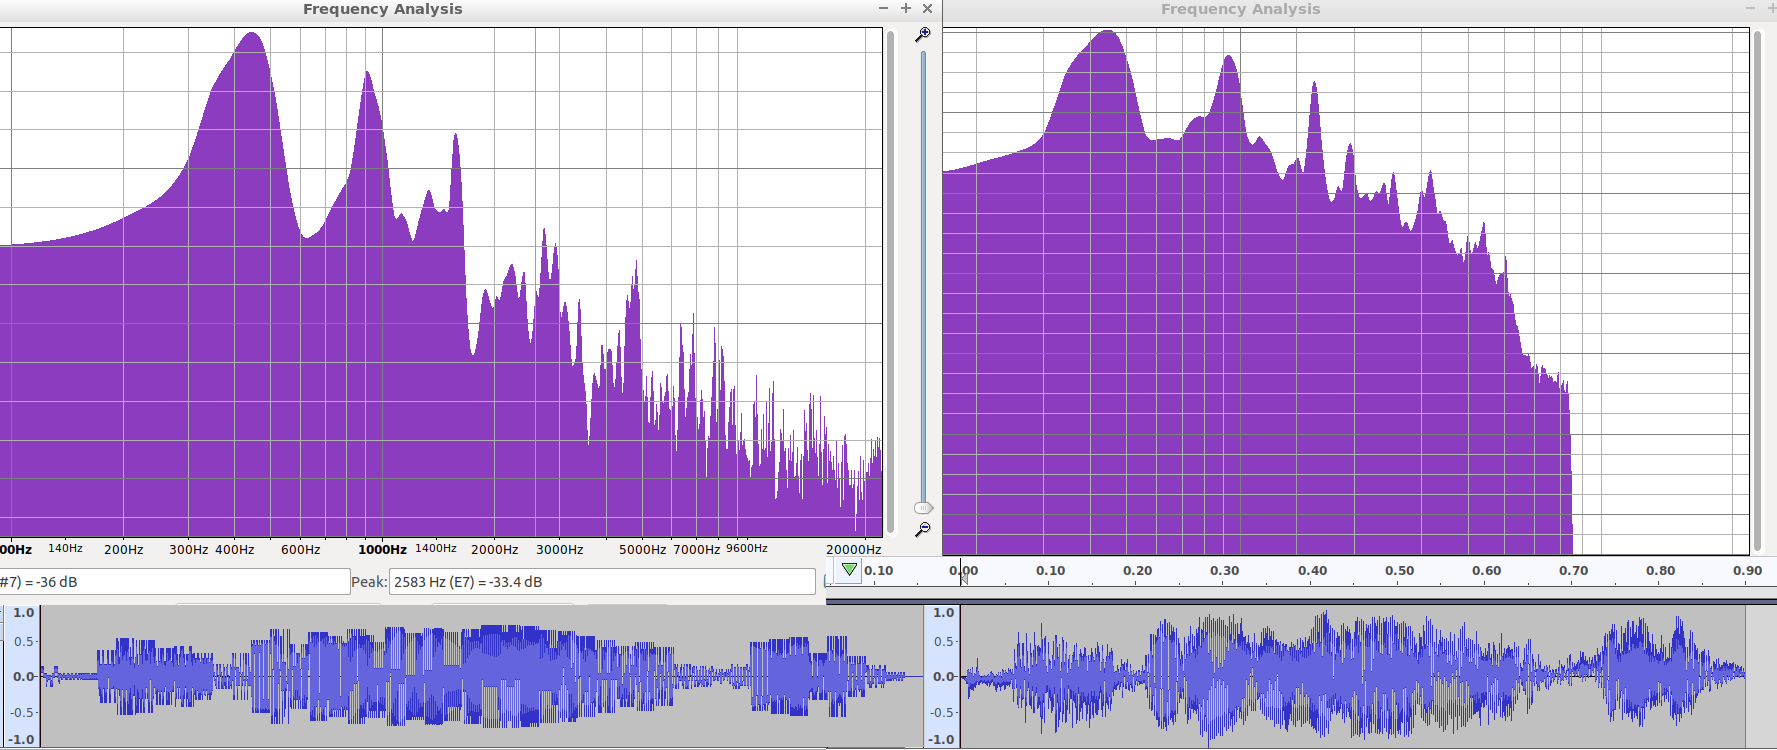 Frequency Analysis
Frequency Analysis
00Hz 140Hz 200Hz 300Hz 400Hz 600Hz 1000Hz 1400Hz 2000Hz 3000Hz 5000Hz 7000Hz 9600Hz 20000Hz
#7) = -36 dB Peak: 2583 Hz (E7) = -33.4 dB
0.10 0.00 0.10 0.20 0.30 0.40 0.50 0.60 0.70 0.80 0.90
1.0 1.0
0.5 0.5
0.0 0.0
-0.5 -0.5
-1.0 -1.0